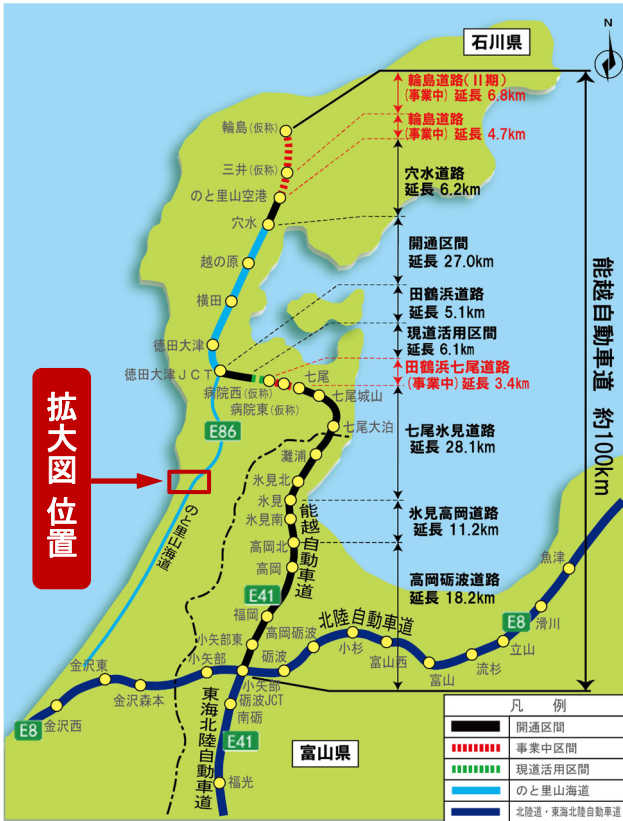 石川県
N
輪島道路(Ⅱ期)
(事業中) 延長 6.8km
輪島道路
(事業中) 延長 4.7km
穴水道路
延長 6.2km
開通区間
延長 27.0km
田鶴浜道路
延長 5.1km
現道活用区間
延長 6.1km
田鶴浜七尾道路
(事業中) 延長 3.4km
七尾氷見道路
延長 28.1km
氷見高岡道路
延長 11.2km
高岡砺波道路
延長 18.2km
能越自動車道 約100km
輪島(仮称)
三井(仮称)
のと里山空港
穴水
越の原
横田
徳田大津
徳田大津JCT
病院西(仮称)
病院東(仮称)
七尾
七尾城山
七尾大泊
E86
拡大図 位置
のと里山海道
灘浦
氷見北
氷見
氷見南
能越自動車道
高岡北
高岡
E41
福岡
小矢部東
高岡砺波
北陸自動車道
小杉
富山西
富山
流杉
立山
E8
滑川
魚津
金沢東
金沢森本
金沢西
E8
小矢部
砺波
小矢部
砺波JCT
南砺
E41
東海北陸自動車道
福光
富山県
凡 例
開通区間
事業中区間
現道活用区間
のと里山海道
北陸道・東海北陸自動車道